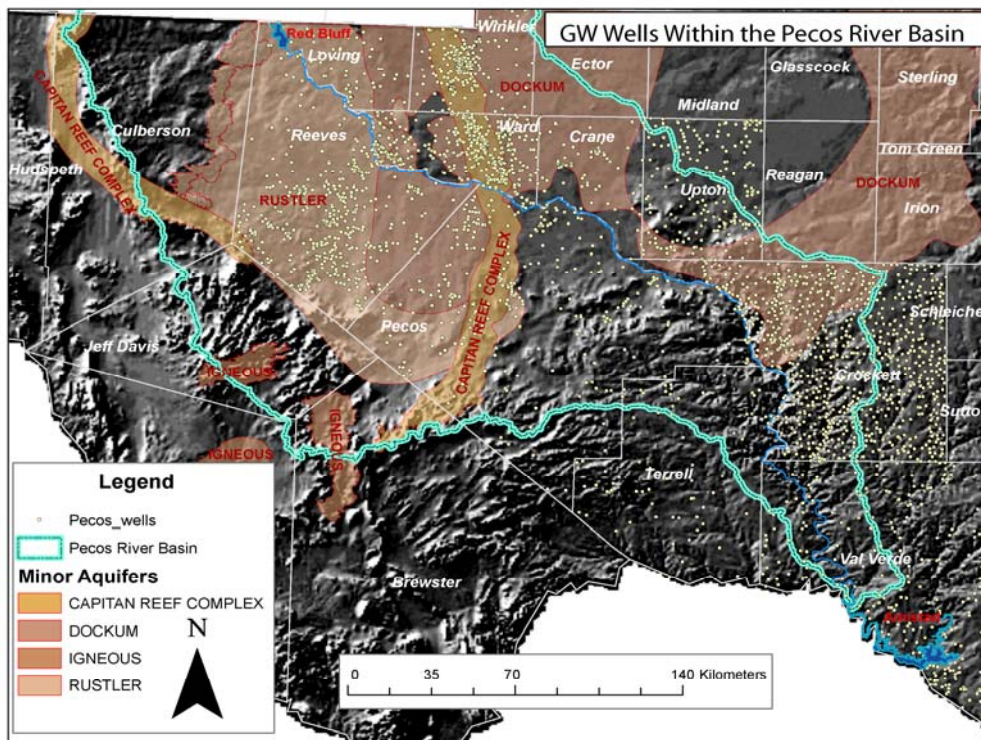 GW Wells Within the Pecos River Basin
Winkler
Red Bluff
Loving
Ector
Glasscock
Sterling
DOCKUM
Midland
CAPITAN REEF COMPLEX
Culberson
Reeves
Ward
Crane
Tom Green
Hudspeth
Upton
Reagan
DOCKUM
RUSTLER
Irion
CAPITAN REEF COMPLEX
Pecos
Schleiche
Jeff Davis
IGNEOUS
Crockett
Sutto
IGNEOUS
IGNEOUS
Terrell
Val Verde
Brewster
Amistad
Legend
Pecos_wells
Pecos River Basin
Minor Aquifers
CAPITAN REEF COMPLEX
DOCKUM
IGNEOUS
RUSTLER
N
0 35 70 140 Kilometers